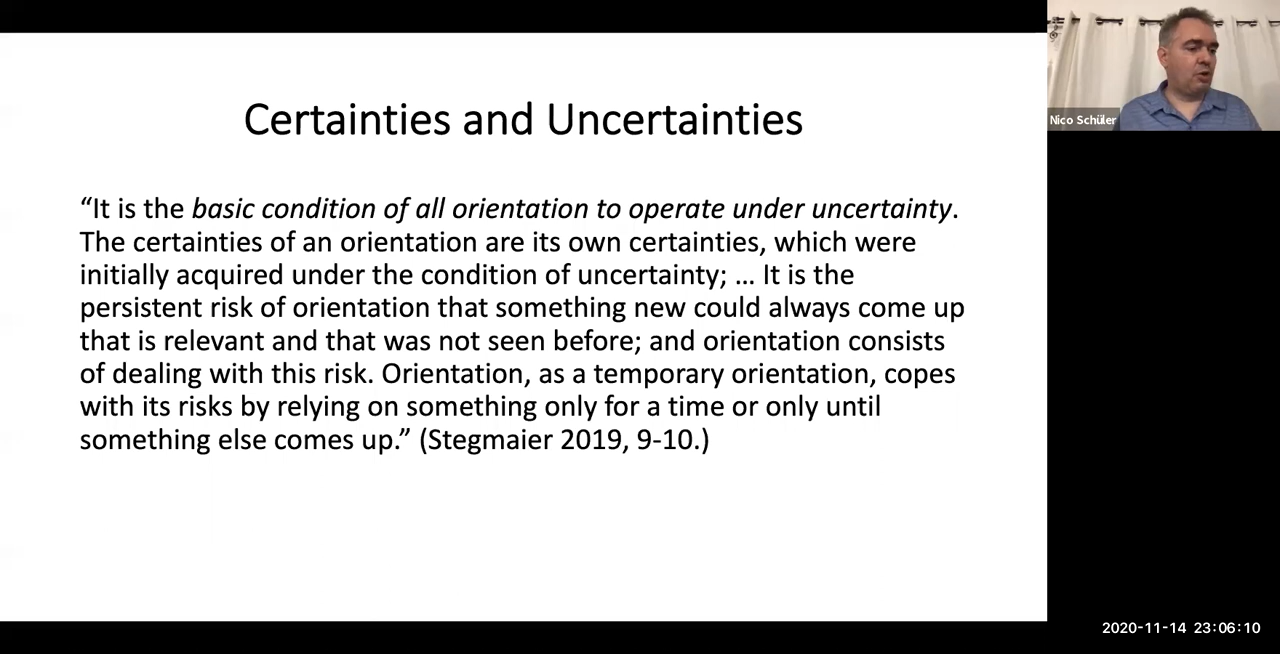 Certainties and Uncertainties
“It is the basic condition of all orientation to operate under uncertainty.
The certainties of an orientation are its own certainties, which were
initially acquired under the condition of uncertainty; … It is the
persistent risk of orientation that something new could always come up
that is relevant and that was not seen before; and orientation consists
of dealing with this risk. Orientation, as a temporary orientation, copes
with its risks by relying on something only for a time or only until
something else comes up.” (Stegmaier 2019, 9-10.)
Nico Schüler
2020-11-14 23:06:10